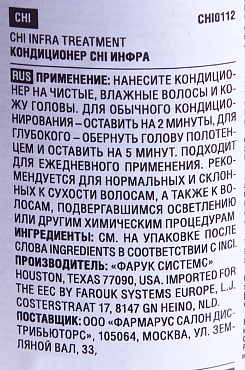 CHI CHI0112
CHI INFRA TREATMENT
КОНДИЦИОНЕР CHI ИНФРА
RUS ПРИМЕНЕНИЕ: НАНЕСИТЕ КОНДИЦИО-
НЕР НА ЧИСТЫЕ, ВЛАЖНЫЕ ВОЛОСЫ И КО-
ЖУ ГОЛОВЫ. ДЛЯ ОБЫЧНОГО КОНДИЦИ-
ОНИРОВАНИЯ – ОСТАВИТЬ НА 2 МИНУТЫ, ДЛЯ
ГЛУБОКОГО – ОБЕРНУТЬ ГОЛОВУ ПОЛОТЕН-
ЦЕМ И ОСТАВИТЬ НА 5 МИНУТ. ПОДХОДИТ
ДЛЯ ЕЖЕДНЕВНОГО ПРИМЕНЕНИЯ. РЕКО-
МЕНДУЕТСЯ ДЛЯ НОРМАЛЬНЫХ И СКЛОН-
НЫХ К СУХОСТИ ВОЛОСАМ, А ТАКЖЕ К ВО-
ЛОСАМ, ПОДВЕРГАВШИМСЯ ОСВЕТЛЕНИЮ
ИЛИ ДРУГИМ ХИМИЧЕСКИМ ПРОЦЕДУРАМ
ИНГРЕДИЕНТЫ: СМ. НА УПАКОВКЕ ПОСЛЕ
СЛОВА INGREDIENTS В СООТВЕТСТВИИ С INCI.
ПРОИЗВОДИТЕЛЬ: «ФАРУК СИСТЕМС»
HOUSTON, TEXAS 77090, USA. IMPORTED FOR
THE EEC BY FAROUK SYSTEMS EUROPE, L.J.
COSTERSTRAAT 17, 8147 GN HEINO, NLD.
ПОСТАВЩИК: ООО «ФАРМАРУС САЛОН ДИС-
ТРИБЬЮТОРС», 105064, МОСКВА, УЛ. ЗЕМ-
ЛЯНОЙ ВАЛ, 33,